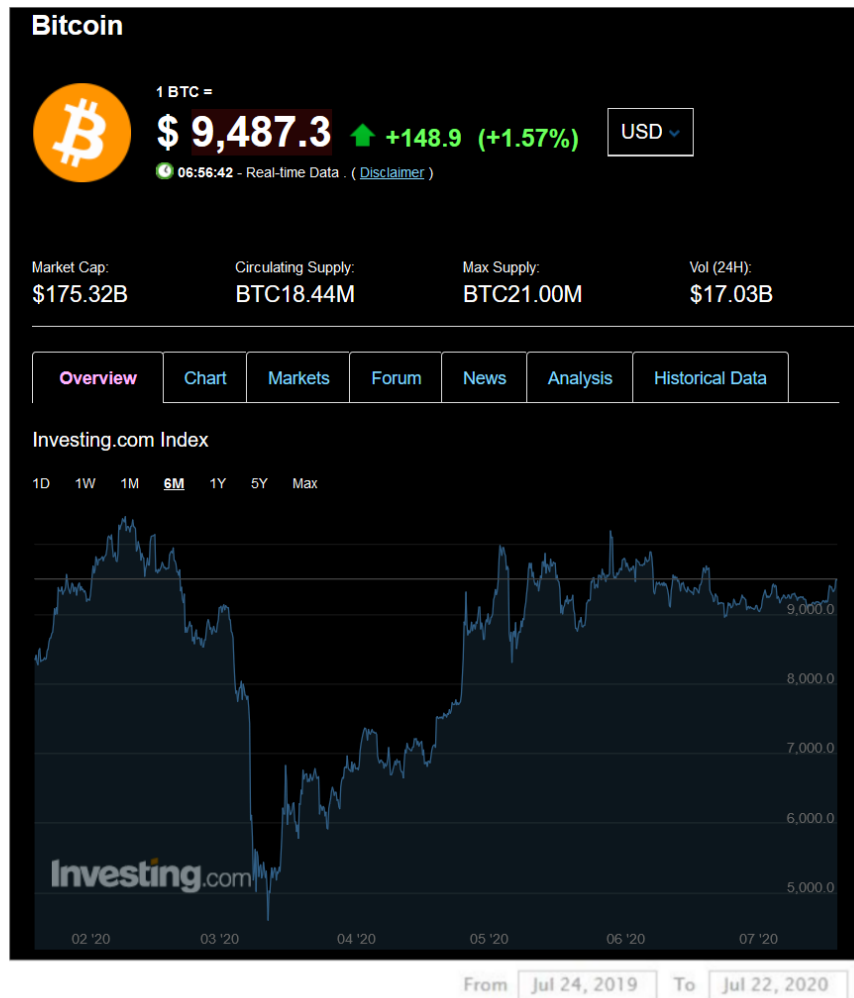 Bitcoin
1 BTC =
$ 9,487.3 +148.9 (+1.57%) USD
06:56:42 - Real-time Data . ( Disclaimer )
Market Cap: Circulating Supply: Max Supply: Vol (24H):
$175.32B BTC18.44M BTC21.00M $17.03B
Overview Chart Markets Forum News Analysis Historical Data
Investing.com Index
1D 1W 1M 6M 1Y 5Y Max
9,000.0
8,000.0
7,000.0
6,000.0
Investing.com
5,000.0
02 '20 03 '20 04 '20 05 '20 06 '20 07 '20
From Jul 24, 2019 To Jul 22, 2020